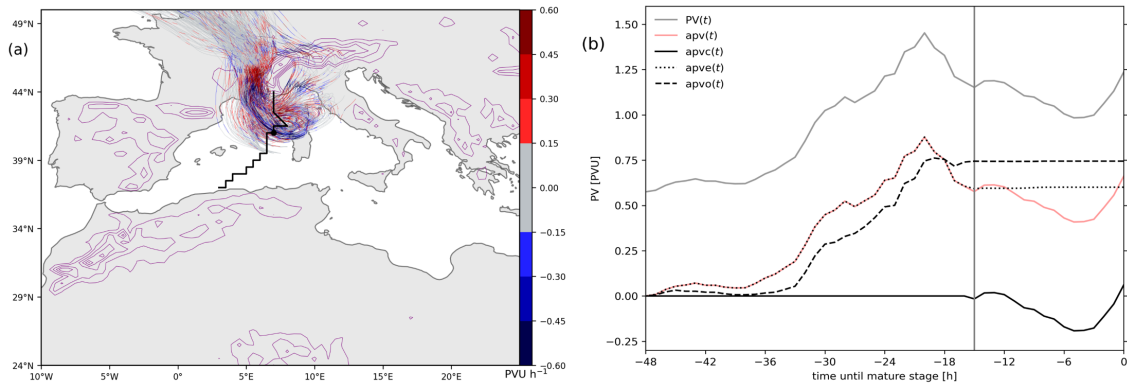 (a)
49°N
44°N
39°N
34°N
29°N
24°N
10°W
5°W
0°
5°E
10°E
15°E
20°E
0.60
0.45
0.30
0.15
0.00
−0.15
−0.30
−0.45
−0.60
PVU h⁻¹
(b)
PV(t)
apv(t)
apvc(t)
apve(t)
apvo(t)
PV [PVU]
1.50
1.25
1.00
0.75
0.50
0.25
0.00
−0.25
−48
−42
−36
−30
−24
−18
−12
−6
0
time until mature stage [h]